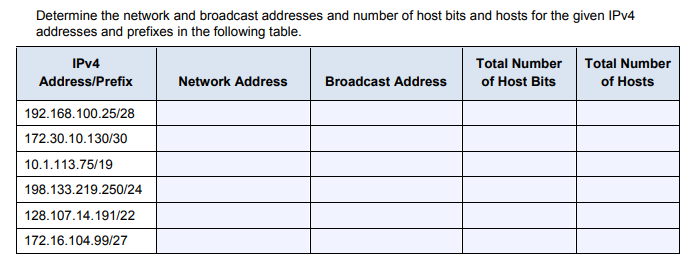 Determine the network and broadcast addresses and number of host bits and hosts for the given IPv4
addresses and prefixes in the following table.
IPv4
Address/Prefix
Network Address
Broadcast Address
Total Number
of Host Bits
Total Number
of Hosts
192.168.100.25/28
172.30.10.130/30
10.1.113.75/19
198.133.219.250/24
128.107.14.191/22
172.16.104.99/27